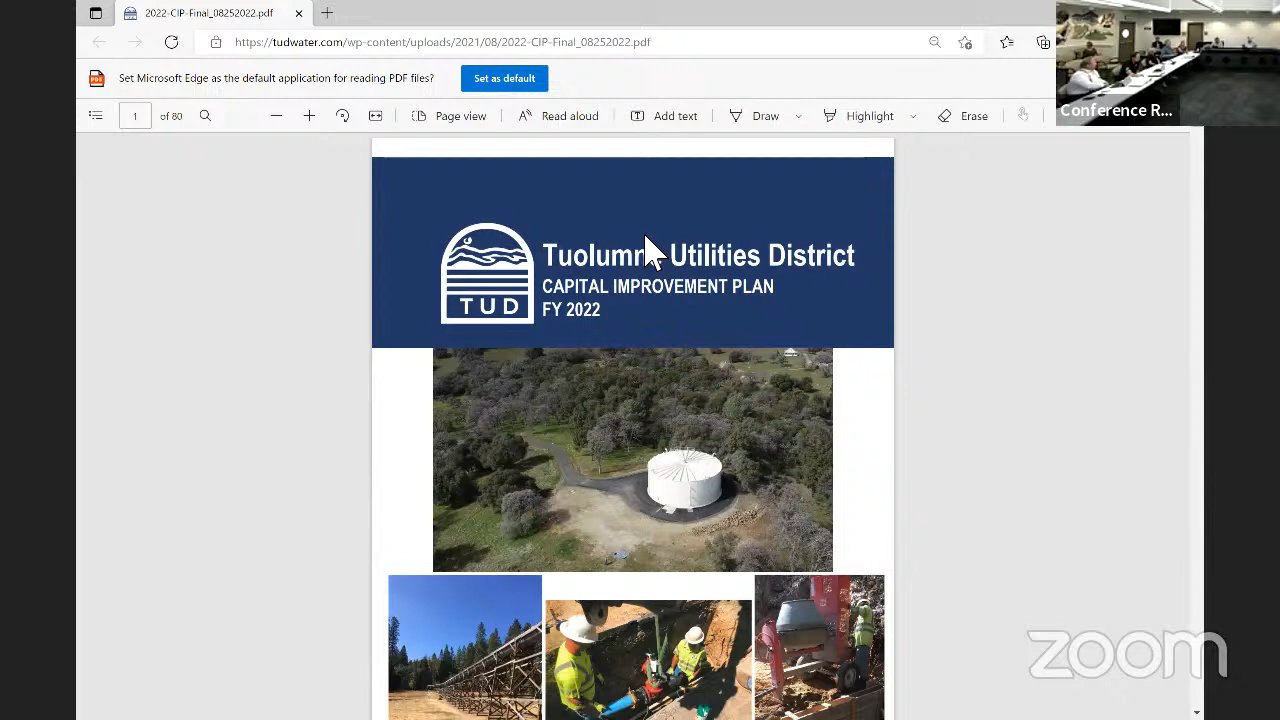 2022-CIP-Final_08252022.pdf
https://tudwater.com/wp-content/uploads/2021/08/2022-CIP-Final_08252022.pdf
PDF
Set Microsoft Edge as the default application for reading PDF files?
Set as default
Conference R...
1 of 80
Page view
Read aloud
Add text
Draw
Highlight
Erase
TUD
Tuolumn Utilities District
CAPITAL IMPROVEMENT PLAN
FY 2022
zoom